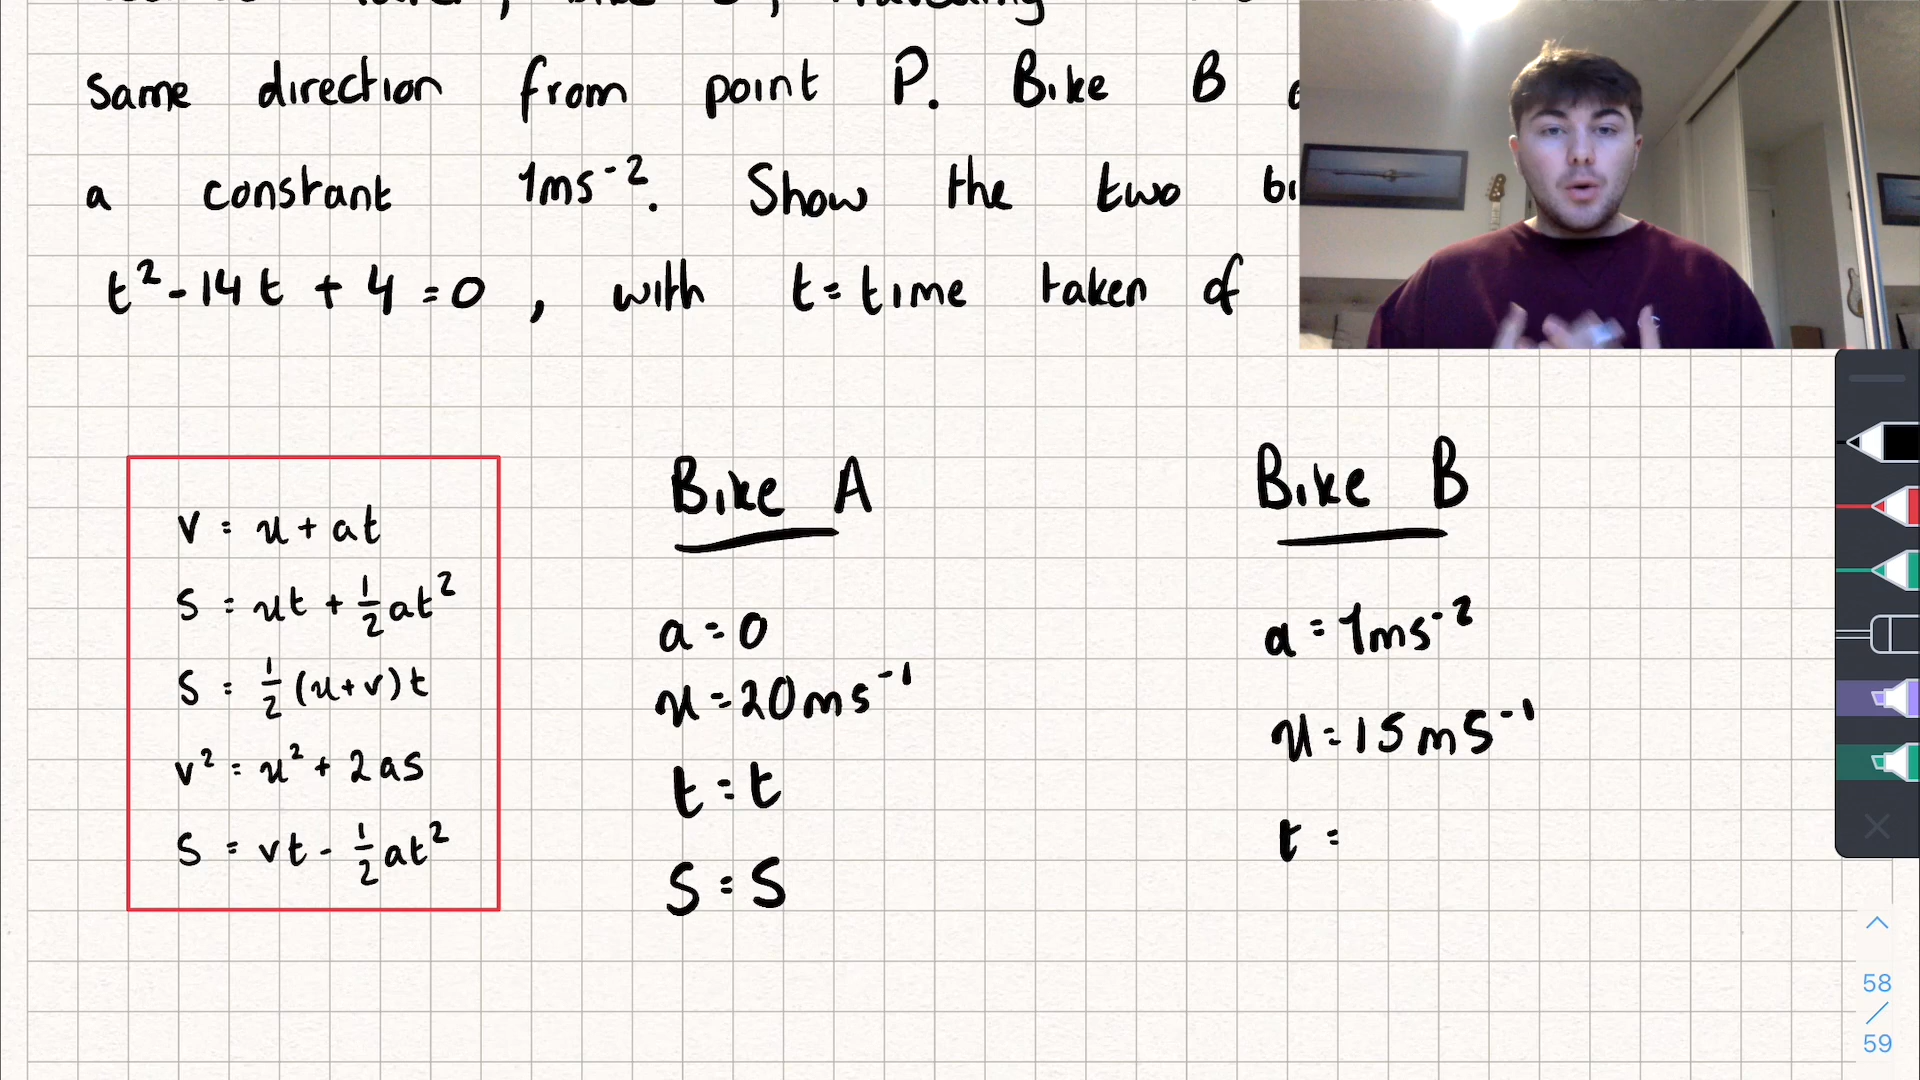 same direction from point P. Bike B
a constant 1ms⁻². Show the two bi
t² - 14t + 4 = 0, with t = time taken of
v = u + at
s = ut + ½at²
s = ½(u+v)t
v² = u² + 2as
s = vt - ½at²
Bike A
a = 0
u = 20ms⁻¹
t = t
S = S
Bike B
a = 1ms⁻²
u = 15ms⁻¹
t =
58
/
59